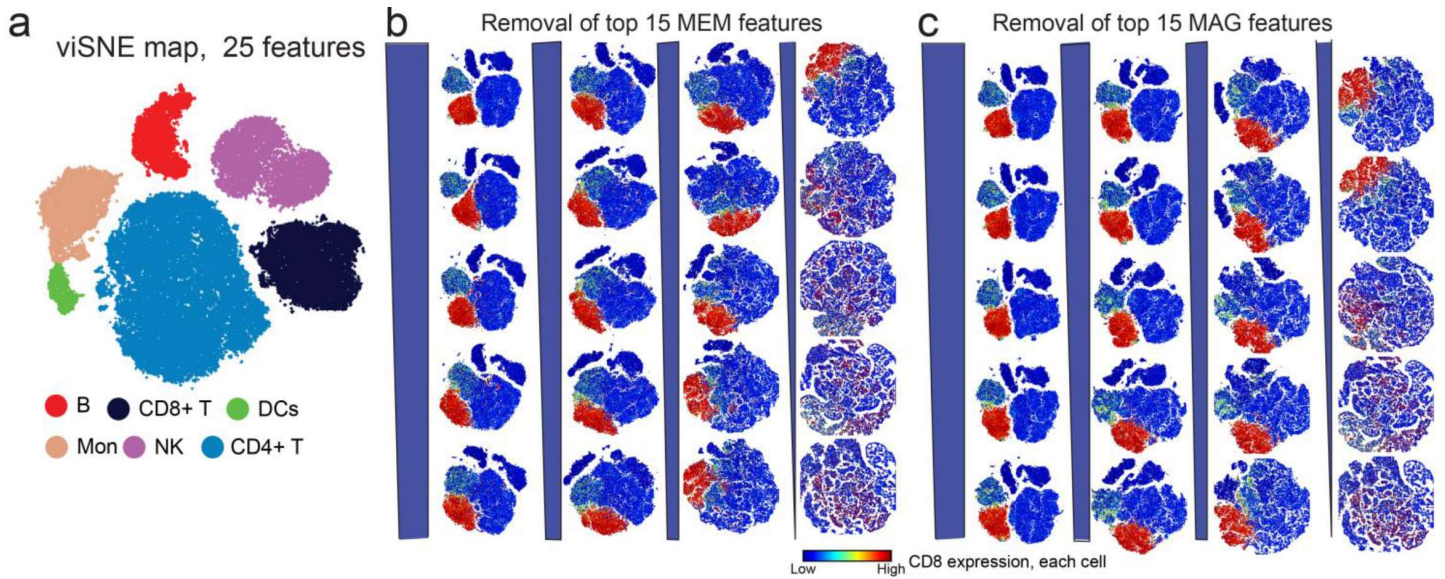 a
viSNE map, 25 features
B CD8+ T DCs
Mon NK CD4+ T
b
Removal of top 15 MEM features
c
Removal of top 15 MAG features
Low High
CD8 expression, each cell